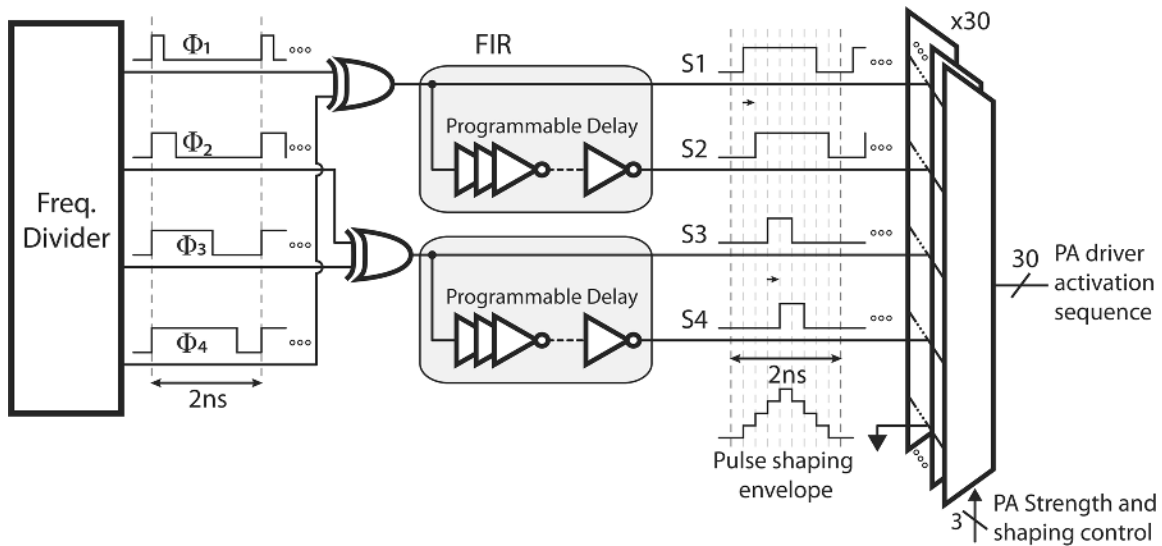 x30
Φ1
FIR
S1
Programmable Delay
Φ2
S2
Freq.
Divider
Φ3
S3
30
PA driver
activation
sequence
Programmable Delay
Φ4
S4
2ns
2ns
Pulse shaping
envelope
3
PA Strength and
shaping control